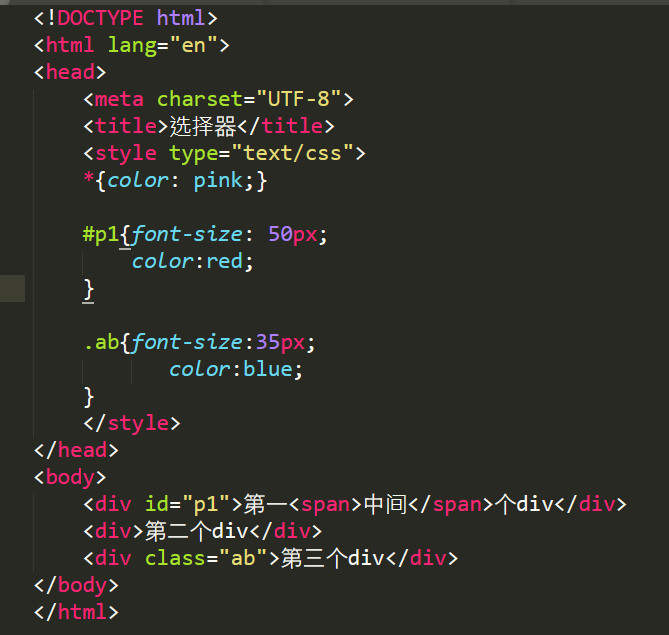 <!DOCTYPE html>
<html lang="en">
<head>
    <meta charset="UTF-8">
    <title>选择器</title>
    <style type="text/css">
    *{color: pink;}

    #p1{font-size: 50px;
        color:red;
    }

    .ab{font-size:35px;
           color:blue;
    }
    </style>
</head>
<body>
    <div id="p1">第一<span>中间</span>个div</div>
    <div>第二个div</div>
    <div class="ab">第三个div</div>
</body>
</html>